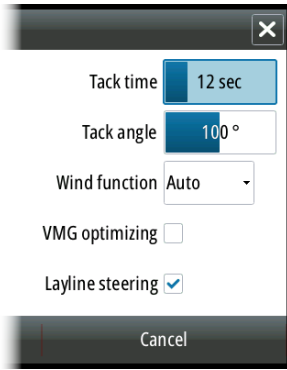 Tack time 12 sec
Tack angle 100 °
Wind function Auto
VMG optimizing
Layline steering
Cancel